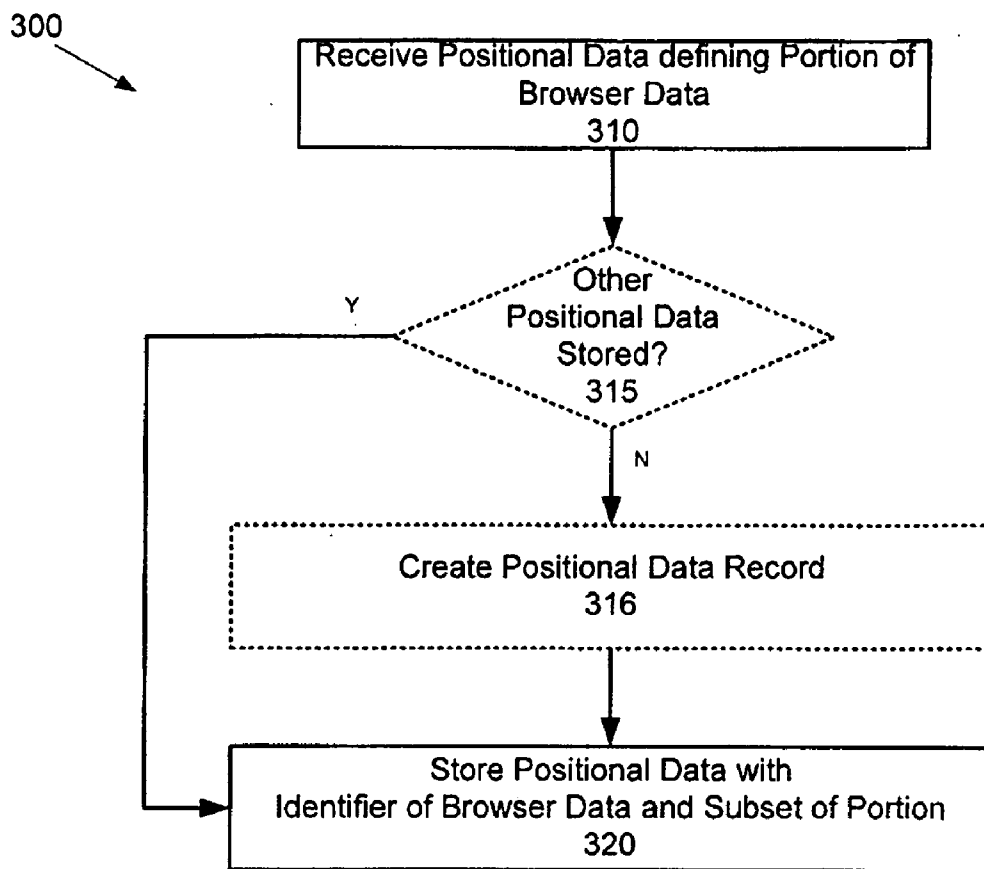 300
Receive Positional Data defining Portion of
Browser Data
310
Other
Positional Data
Stored?
315
Y
N
Create Positional Data Record
316
Store Positional Data with
Identifier of Browser Data and Subset of Portion
320